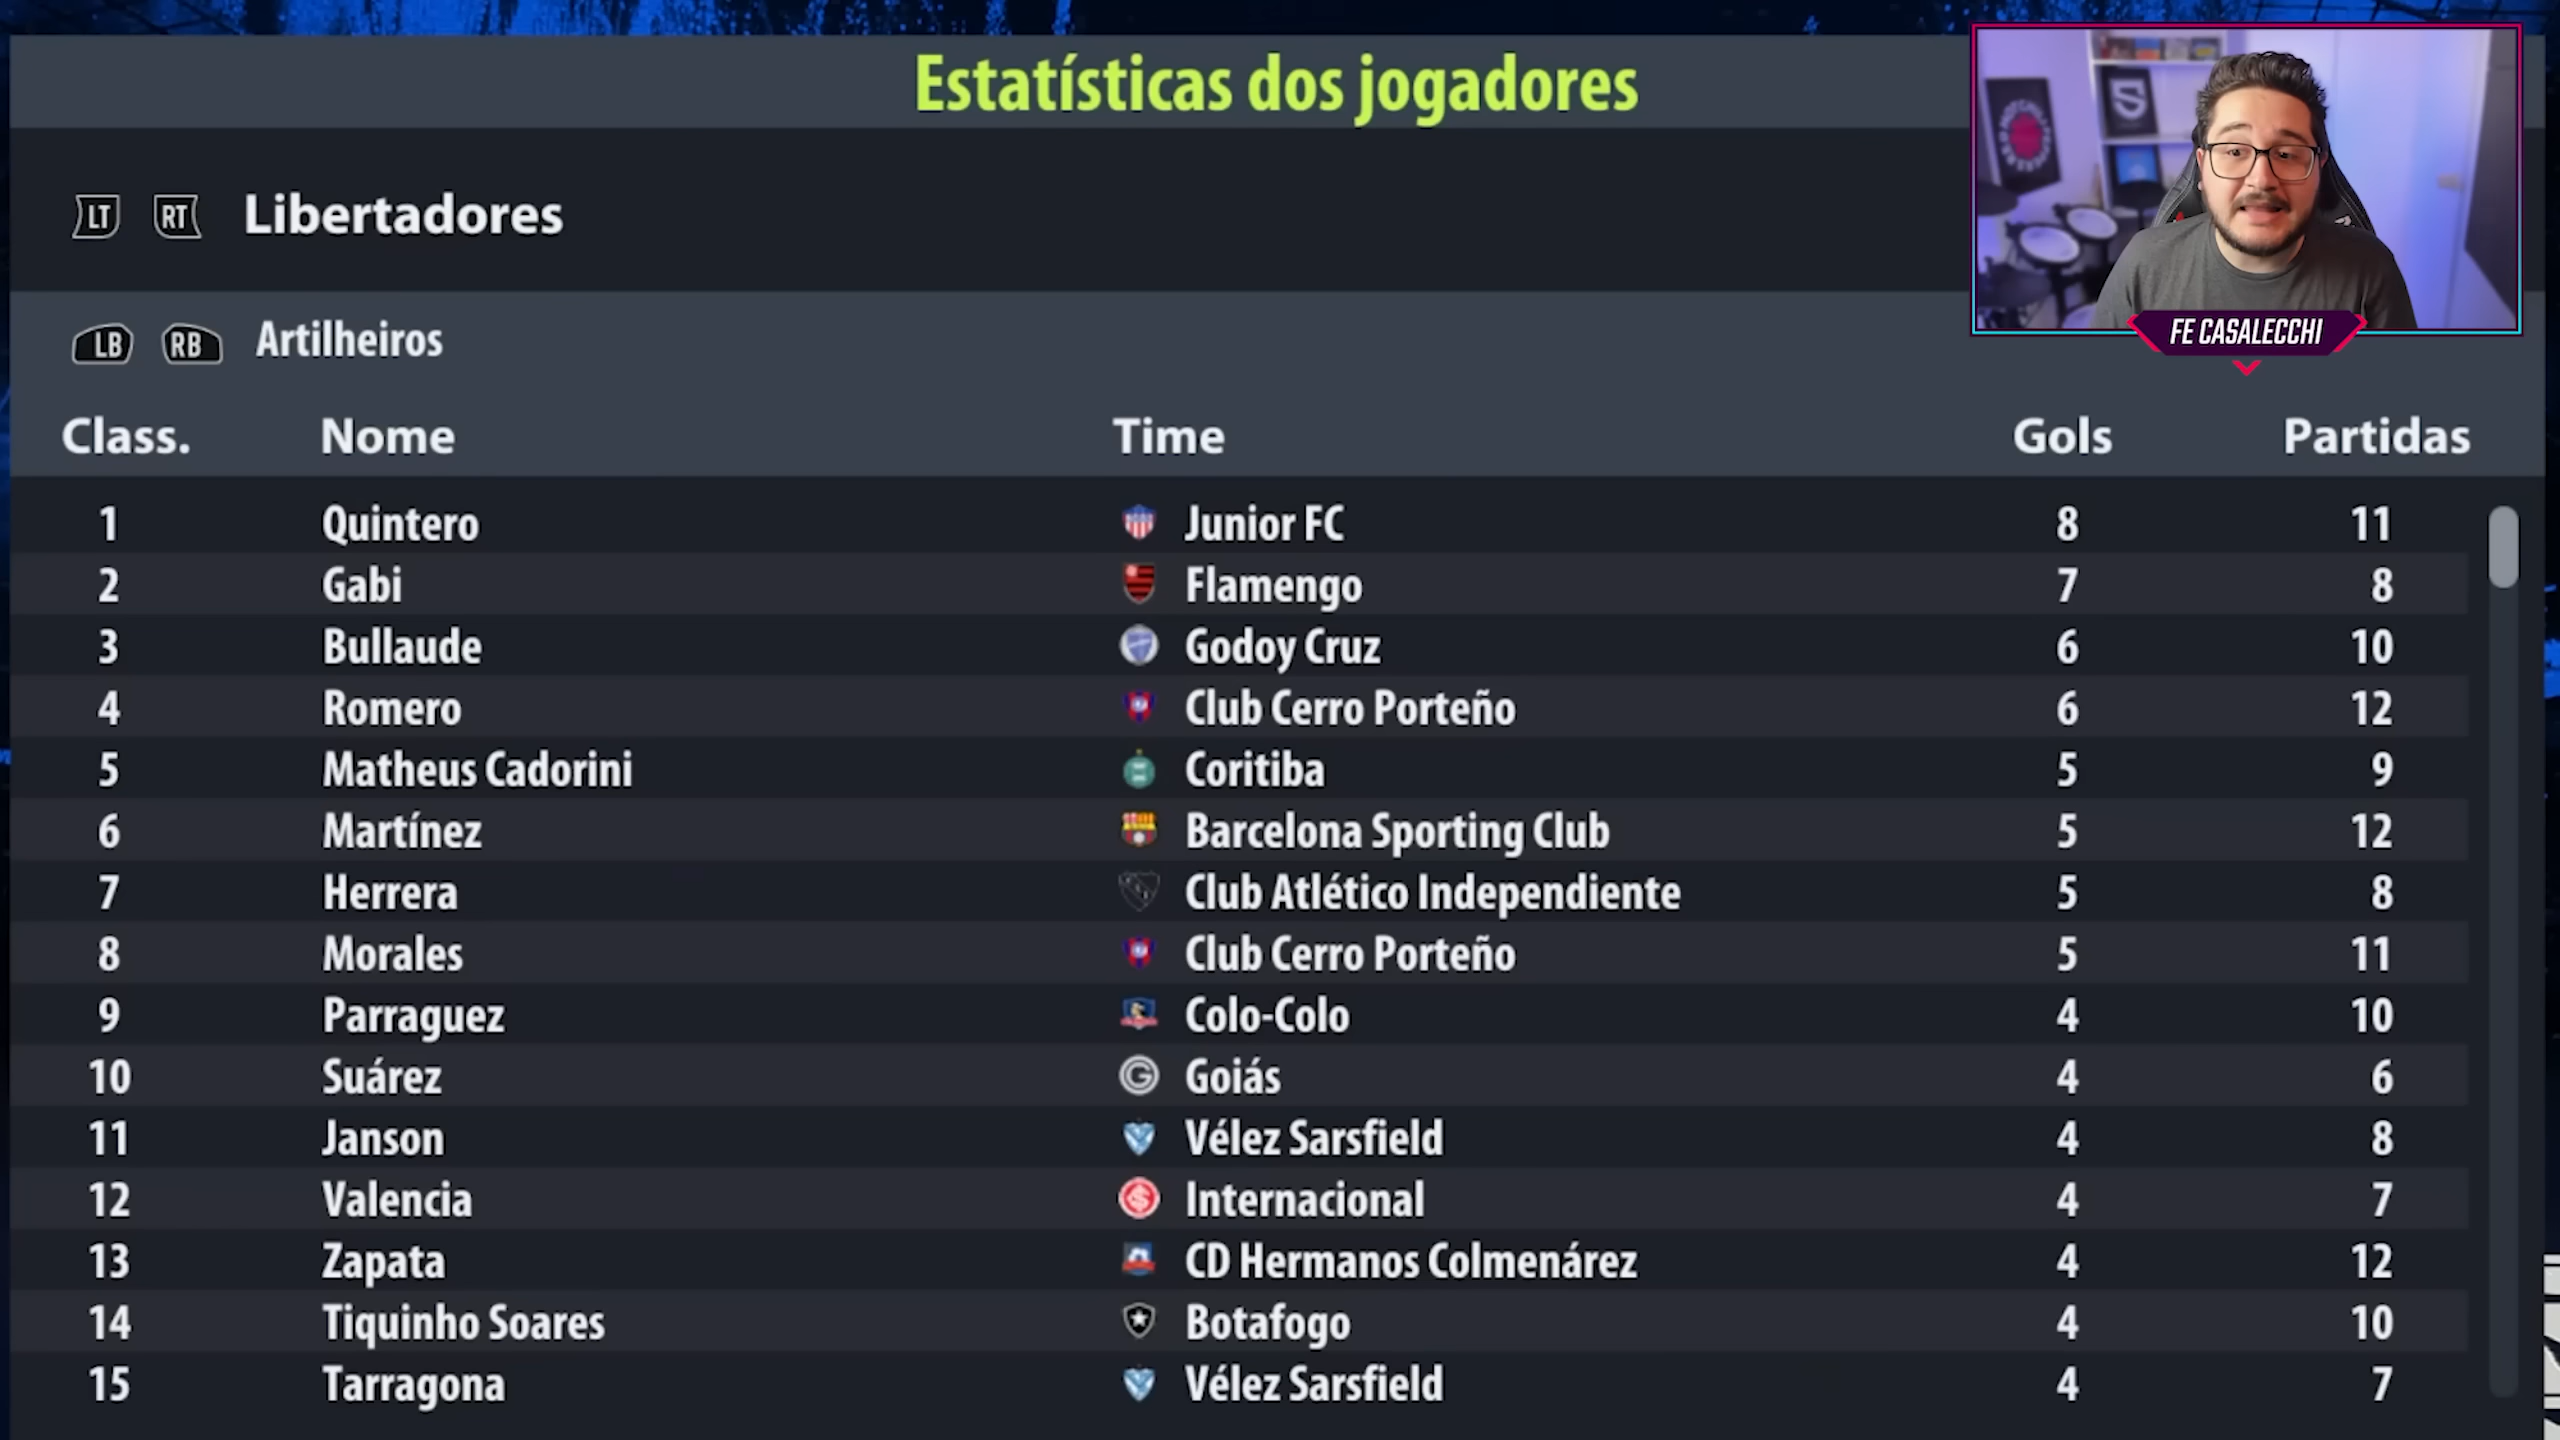 Estatísticas dos jogadores
LT RT Libertadores
FE CASALECCHI
LB RB Artilheiros
Class. Nome Time Gols Partidas
1 Quintero Junior FC 8 11
2 Gabi Flamengo 7 8
3 Bullaude Godoy Cruz 6 10
4 Romero Club Cerro Porteño 6 12
5 Matheus Cadorini Coritiba 5 9
6 Martínez Barcelona Sporting Club 5 12
7 Herrera Club Atlético Independiente 5 8
8 Morales Club Cerro Porteño 5 11
9 Parraguez Colo-Colo 4 10
10 Suárez Goiás 4 6
11 Janson Vélez Sarsfield 4 8
12 Valencia Internacional 4 7
13 Zapata CD Hermanos Colmenárez 4 12
14 Tiquinho Soares Botafogo 4 10
15 Tarragona Vélez Sarsfield 4 7